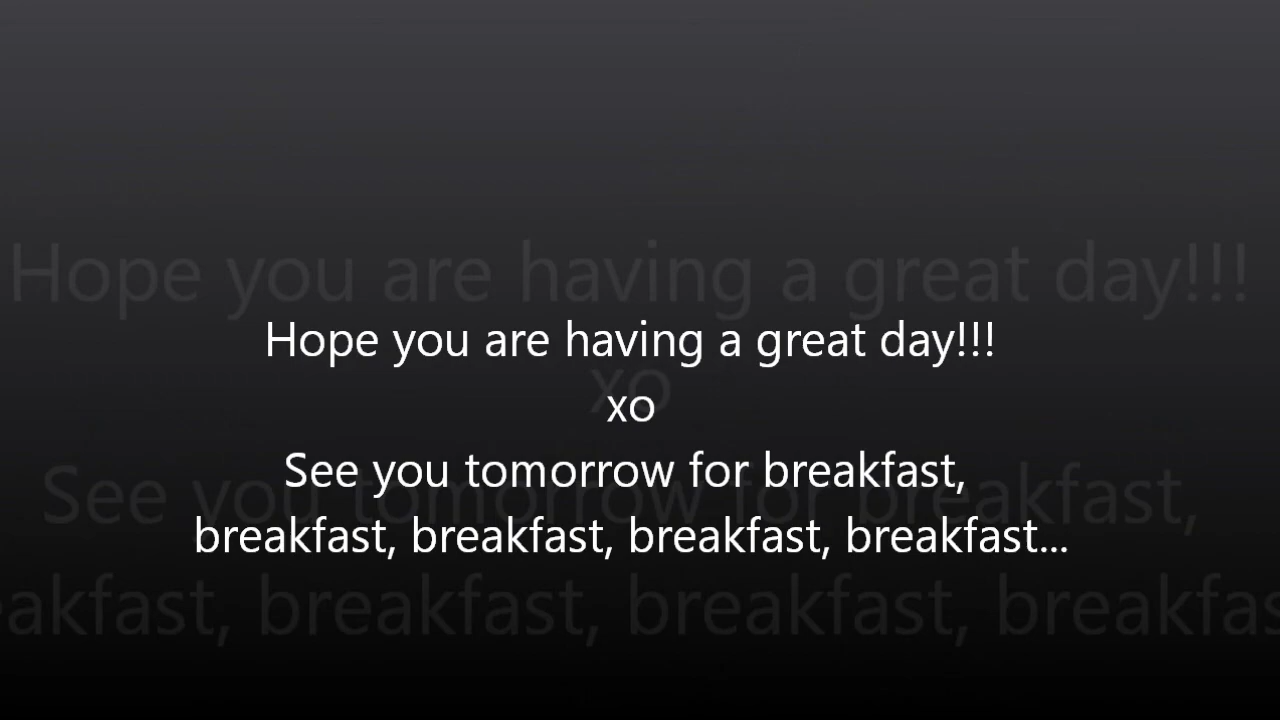 Hope you are having a great day!!!
xo
See you tomorrow for breakfast,
breakfast, breakfast, breakfast, breakfast...